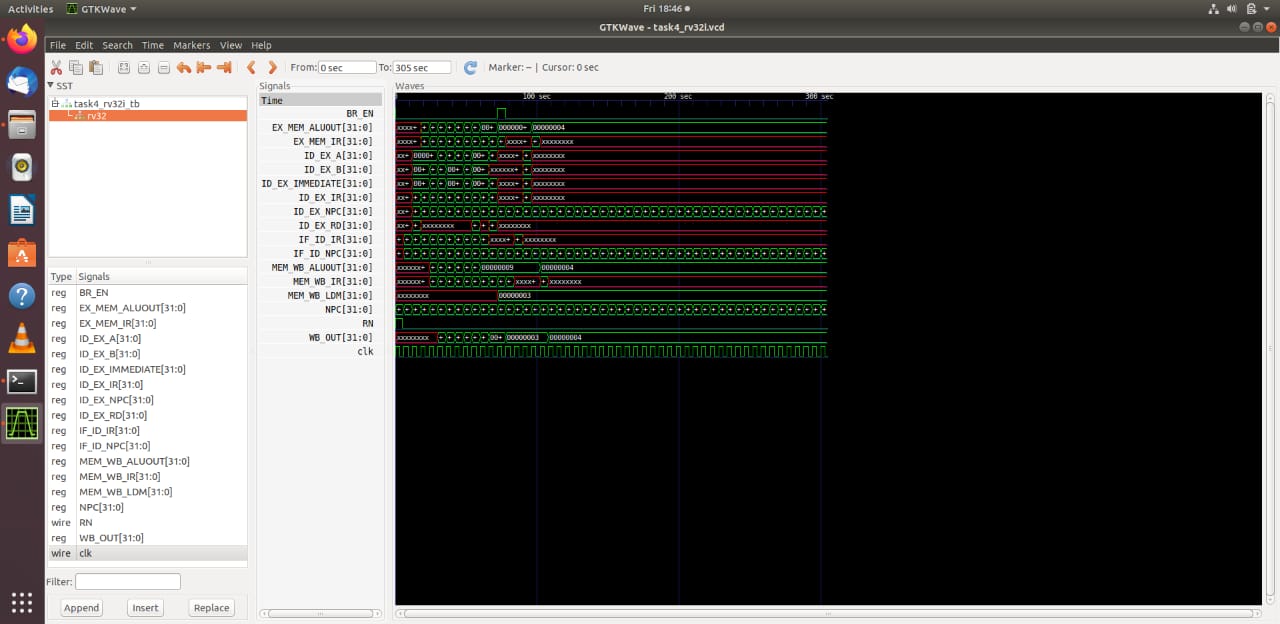 Activities GTKWave Fri 18:46
GTKWave - task4_rv32i.vcd
File Edit Search Time Markers View Help
From: 0 sec To: 305 sec Marker: -- | Cursor: 0 sec
SST
task4_rv32i_tb
rv32
Type Signals
reg BR_EN
reg EX_MEM_ALUOUT[31:0]
reg EX_MEM_IR[31:0]
reg ID_EX_A[31:0]
reg ID_EX_B[31:0]
reg ID_EX_IMMEDIATE[31:0]
reg ID_EX_IR[31:0]
reg ID_EX_NPC[31:0]
reg ID_EX_RD[31:0]
reg IF_ID_IR[31:0]
reg IF_ID_NPC[31:0]
reg MEM_WB_ALUOUT[31:0]
reg MEM_WB_IR[31:0]
reg MEM_WB_LDM[31:0]
reg NPC[31:0]
wire RN
reg WB_OUT[31:0]
wire clk
Filter:
Append Insert Replace
Signals
Time
BR_EN
EX_MEM_ALUOUT[31:0]
EX_MEM_IR[31:0]
ID_EX_A[31:0]
ID_EX_B[31:0]
ID_EX_IMMEDIATE[31:0]
ID_EX_IR[31:0]
ID_EX_NPC[31:0]
ID_EX_RD[31:0]
IF_ID_IR[31:0]
IF_ID_NPC[31:0]
MEM_WB_ALUOUT[31:0]
MEM_WB_IR[31:0]
MEM_WB_LDM[31:0]
NPC[31:0]
RN
WB_OUT[31:0]
clk
Waves
100 sec 200 sec 300 sec
xxxx+ 00+ 000000+ 00000004
xxxx+ xxxx+ xxxxxxxx
xx+ 0000+ 00+ xxxx+ xxxxxxxx
xx+ 00+ 00+ 00+ xxxxxx+ xxxxxxxx
xx+ 00+ 00+ 00+ xxxx+ xxxxxxxx
xx+ xxxx+ xxxxxxxx
xx+
xx+ xxxxxxxx xxxxxxxx
xxxx+ xxxxxxxx
xxxxxx+ 00000009 00000004
xxxxxx+ xxxx+ xxxxxxxx
xxxxxxxx 00000003
xxxxxxxx 00+ 00000003 00000004